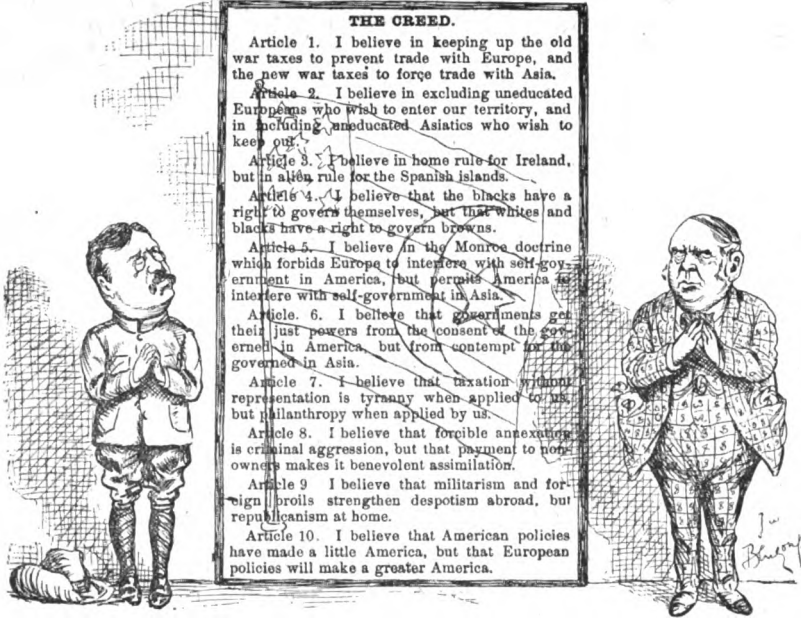 THE CREED.
Article 1. I believe in keeping up the old
war taxes to prevent trade with Europe, and
the new war taxes to force trade with Asia.
Article 2. I believe in excluding uneducated
Europeans who wish to enter our territory, and
in including uneducated Asiatics who wish to
keep out.
Article 3. I believe in home rule for Ireland,
but in alien rule for the Spanish islands.
Article 4. I believe that the blacks have a
right to govern themselves, but that whites and
blacks have a right to govern browns.
Article 5. I believe in the Monroe doctrine
which forbids Europe to interfere with self-gov-
ernment in America, but permits America to
interfere with self-government in Asia.
Article. 6. I believe that governments get
their just powers from the consent of the gov-
erned in America, but from contempt for the
governed in Asia.
Article 7. I believe that taxation without
representation is tyranny when applied to us,
but philanthropy when applied by us.
Article 8. I believe that forcible annexation
is criminal aggression, but that payment to non-
owners makes it benevolent assimilation.
Article 9 I believe that militarism and for-
eign broils strengthen despotism abroad, but
republicanism at home.
Article 10. I believe that American policies
have made a little America, but that European
policies will make a greater America.